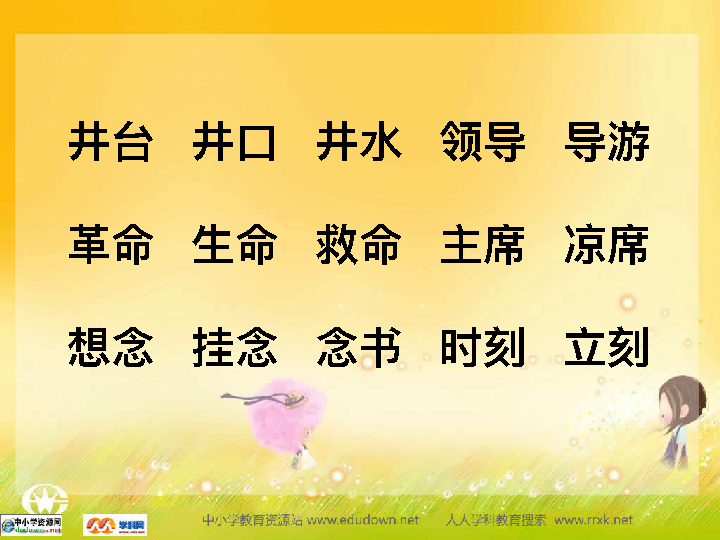 井台 井口 井水 领导 导游
革命 生命 救命 主席 凉席
想念 挂念 念书 时刻 立刻
中小学资源网
学科网
中小学教育资源站 www.edudown.net 人人学科教育搜索 www.rrxk.net